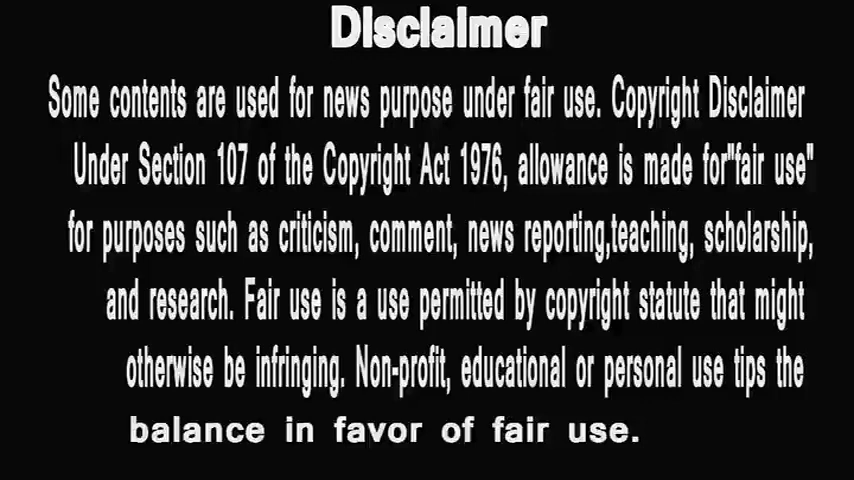 Disclaimer
Some contents are used for news purpose under fair use. Copyright Disclaimer
Under Section 107 of the Copyright Act 1976, allowance is made for"fair use"
for purposes such as criticism, comment, news reporting,teaching, scholarship,
and research. Fair use is a use permitted by copyright statute that might
otherwise be infringing. Non-profit, educational or personal use tips the
balance in favor of fair use.